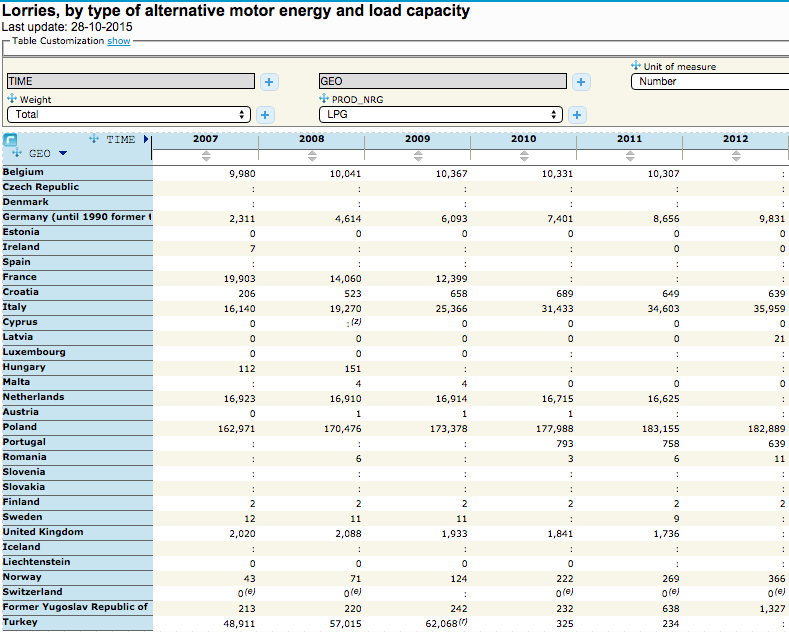 Lorries, by type of alternative motor energy and load capacity
Last update: 28-10-2015
Table Customization show
Unit of measure
TIME + GEO + Number
Weight PROD_NRG
Total + LPG +
TIME 2007 2008 2009 2010 2011 2012
GEO
Belgium 9,980 10,041 10,367 10,331 10,307 :
Czech Republic : : : : : :
Denmark : : : : : :
Germany (until 1990 former t 2,311 4,614 6,093 7,401 8,656 9,831
Estonia 0 0 0 0 0 0
Ireland 7 : : : 0 0
Spain : : : : : :
France 19,903 14,060 12,399 : : :
Croatia 206 523 658 689 649 639
Italy 16,140 19,270 25,366 31,433 34,603 35,959
Cyprus 0 :(z) 0 0 0 0
Latvia 0 0 0 0 0 21
Luxembourg 0 0 0 : : :
Hungary 112 151 : : : :
Malta : 4 4 0 0 0
Netherlands 16,923 16,910 16,914 16,715 16,625 :
Austria 0 1 1 1 : :
Poland 162,971 170,476 173,378 177,988 183,155 182,889
Portugal : : : 793 758 639
Romania : 6 : 3 6 11
Slovenia : : : : : :
Slovakia : : : : : :
Finland 2 2 2 2 2 2
Sweden 12 11 11 : 9 :
United Kingdom 2,020 2,088 1,933 1,841 1,736 :
Iceland : : : : : :
Liechtenstein 0 0 0 0 : :
Norway 43 71 124 222 269 366
Switzerland 0(e) 0(e) : 0(e) 0(e) 0(e)
Former Yugoslav Republic of 213 220 242 232 638 1,327
Turkey 48,911 57,015 62,068(r) 325 234 :